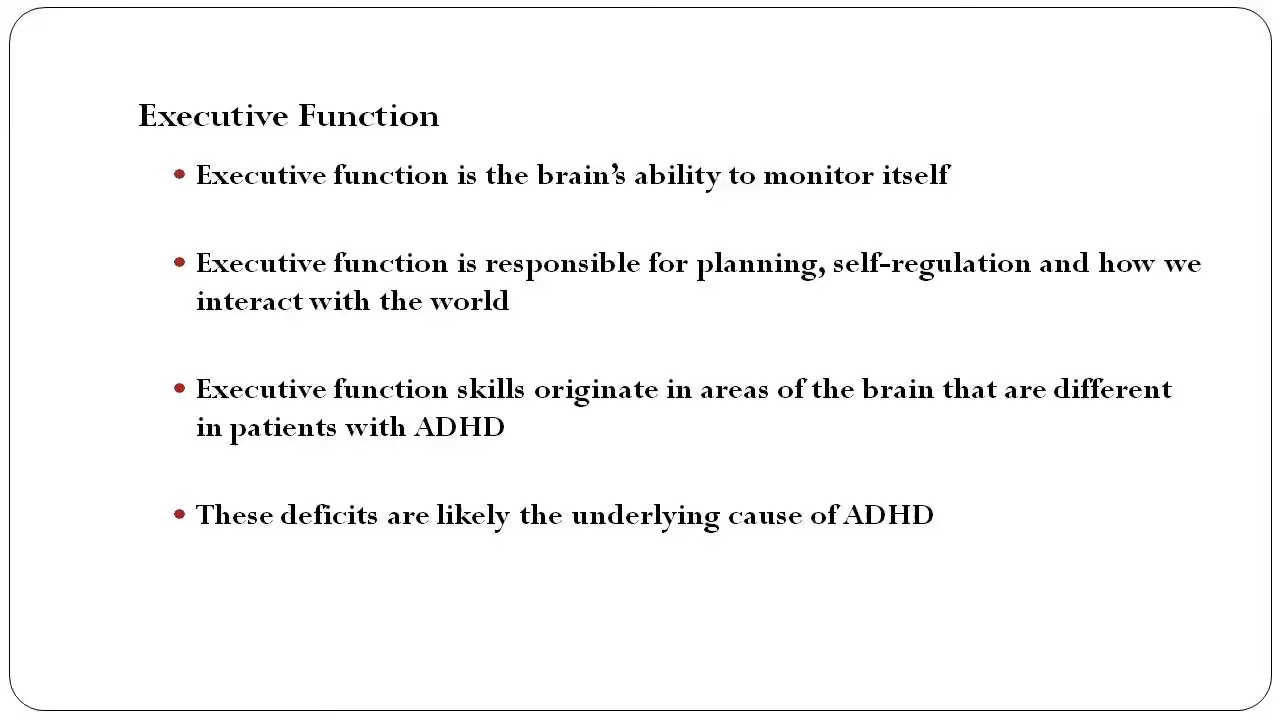 Executive Function
• Executive function is the brain’s ability to monitor itself
• Executive function is responsible for planning, self-regulation and how we
interact with the world
• Executive function skills originate in areas of the brain that are different
in patients with ADHD
• These deficits are likely the underlying cause of ADHD